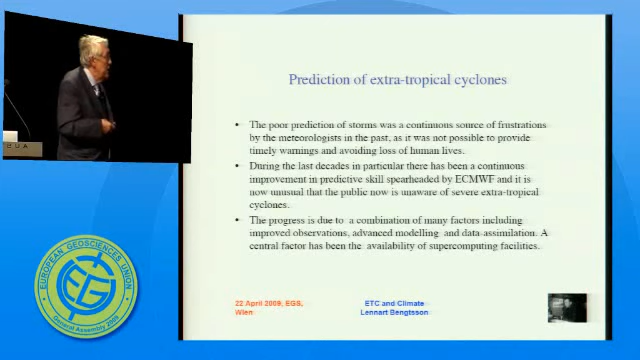 Prediction of extra-tropical cyclones
• The poor prediction of storms was a continuous source of frustrations
by the meteorologists in the past, as it was not possible to provide
timely warnings and avoiding loss of human lives.
• During the last decades in particular there has been a continuous
improvement in predictive skill spearheaded by ECMWF and it is
now unusual that the public now is unaware of severe extra-tropical
cyclones.
• The progress is due to a combination of many factors including
improved observations, advanced modelling and data-assimilation. A
central factor has been the availability of supercomputing facilities.
22 April 2009, EGS,
Wien
ETC and Climate
Lennart Bengtsson
EUROPEAN GEOSCIENCES UNION
EGU
General Assembly 2009